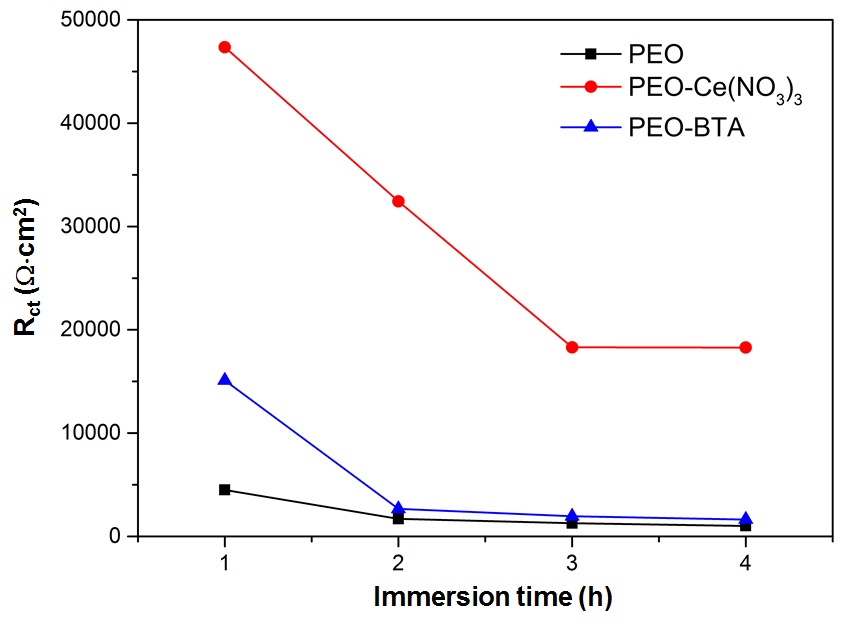 50000
40000
30000
20000
10000
0
Rct (Ω·cm2)
PEO
PEO-Ce(NO3)3
PEO-BTA
1 2 3 4
Immersion time (h)